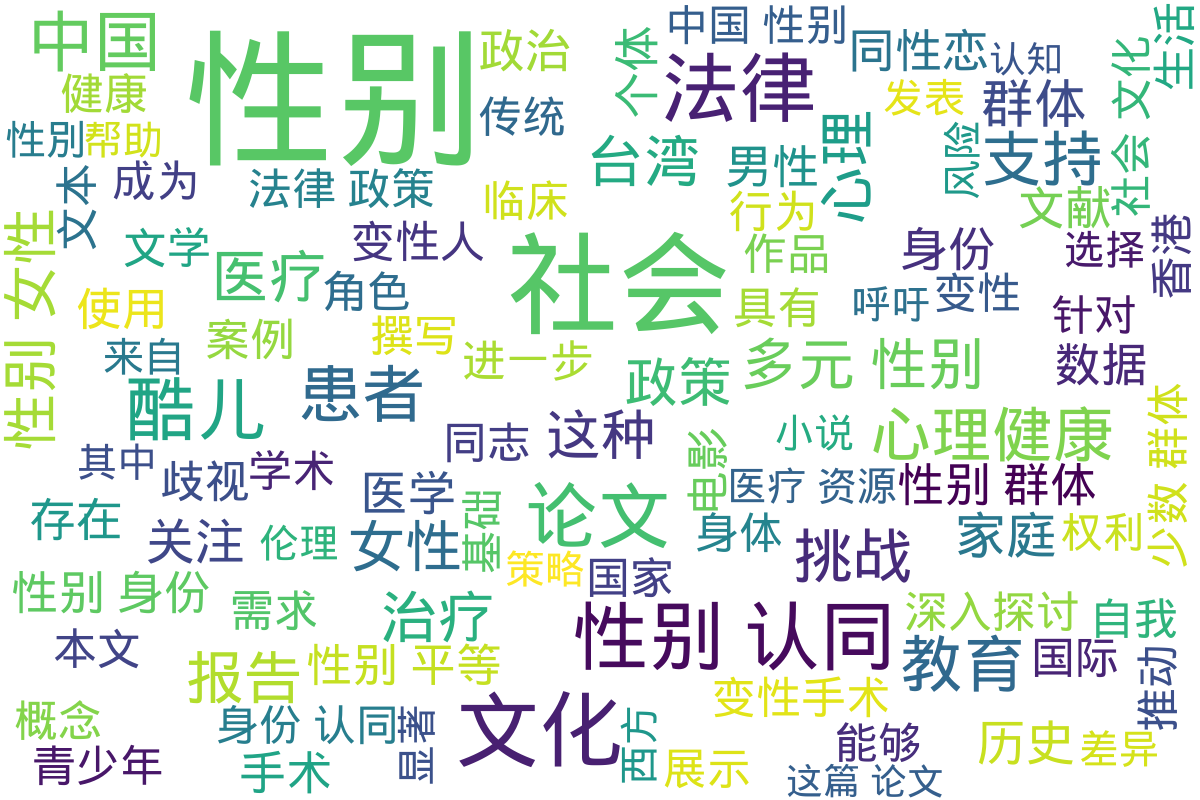 中国
性别
政治
个体
中国 性别
同性恋
认知
文化
生活
健康
传统
法律
发表
群体
性別
帮助
心理
风险
支持
社会
文本
成为
法律 政策
临床
台湾
男性
行为
文献
女性
文学
变性人
社会
作品
身份
选择
香港
医疗
角色
使用
案例
撰写
具有
呼吁
变性
针对
来自
进一步
政策
多元 性别
数据
性别
酷儿
患者
同志
这种
小说
心理健康
少数 群体
其中
歧视
学术
医学
论文
电影
医疗 资源
性别 群体
存在
关注
伦理
女性
基础
身体
挑战
家庭
权利
策略
国家
性别 身份
需求
治疗
性别 认同
深入探讨
自我
本文
报告
性别 平等
教育
国际
推动
概念
身份 认同
显著
文化
西方
变性手术
能够
历史
差异
青少年
手术
展示
这篇 论文